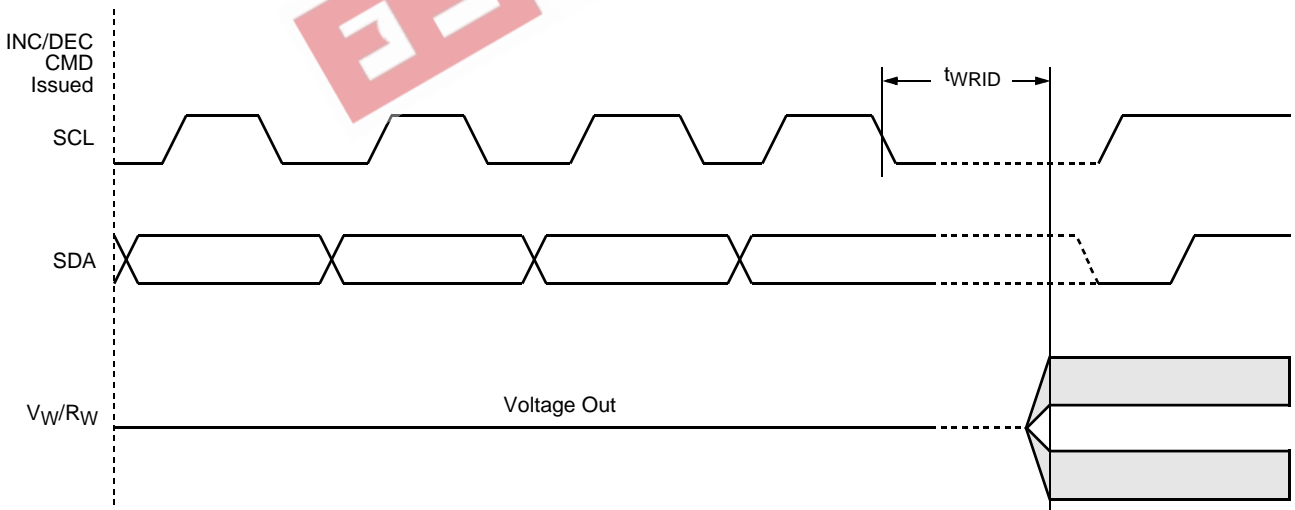 INC/DEC
CMD
Issued
tWRID
SCL
SDA
Voltage Out
VW/RW